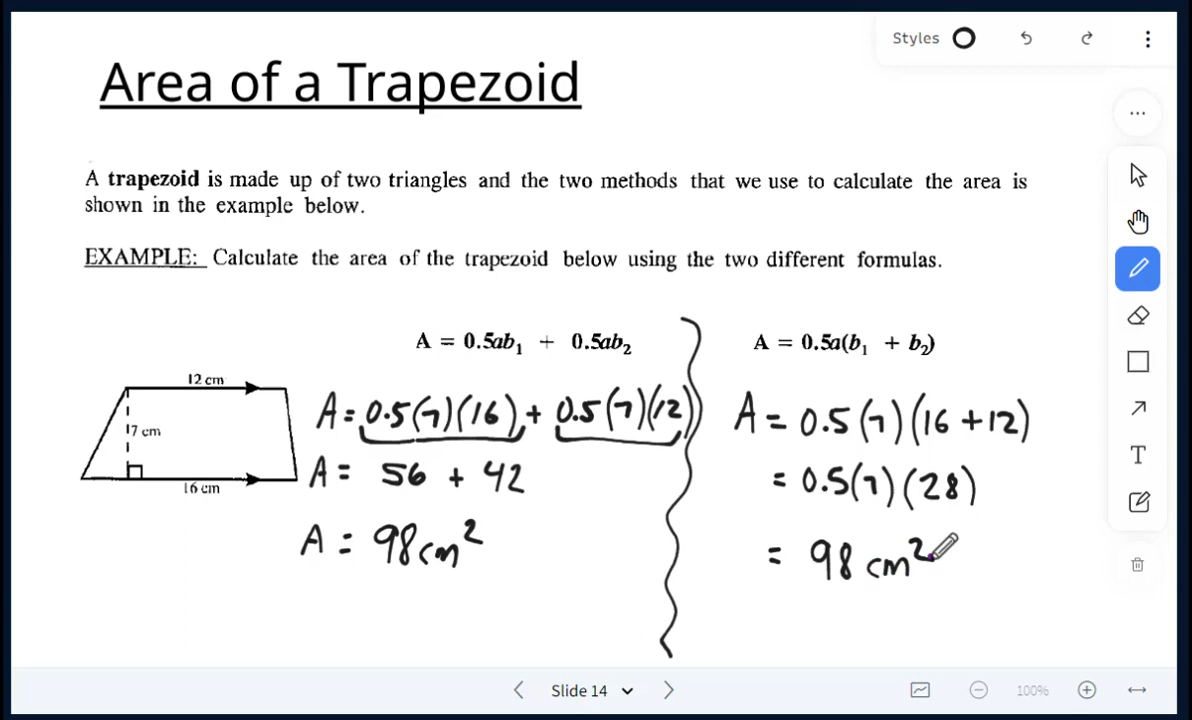 Styles
Area of a Trapezoid
A trapezoid is made up of two triangles and the two methods that we use to calculate the area is
shown in the example below.
EXAMPLE: Calculate the area of the trapezoid below using the two different formulas.
A = 0.5ab₁ + 0.5ab₂
A = 0.5a(b₁ + b₂)
12 cm
17 cm
16 cm
A = 0.5(7)(16) + 0.5(7)(12)
A = 56 + 42
A = 98cm²
A = 0.5(7)(16 + 12)
= 0.5(7)(28)
= 98 cm²
T
Slide 14
100%